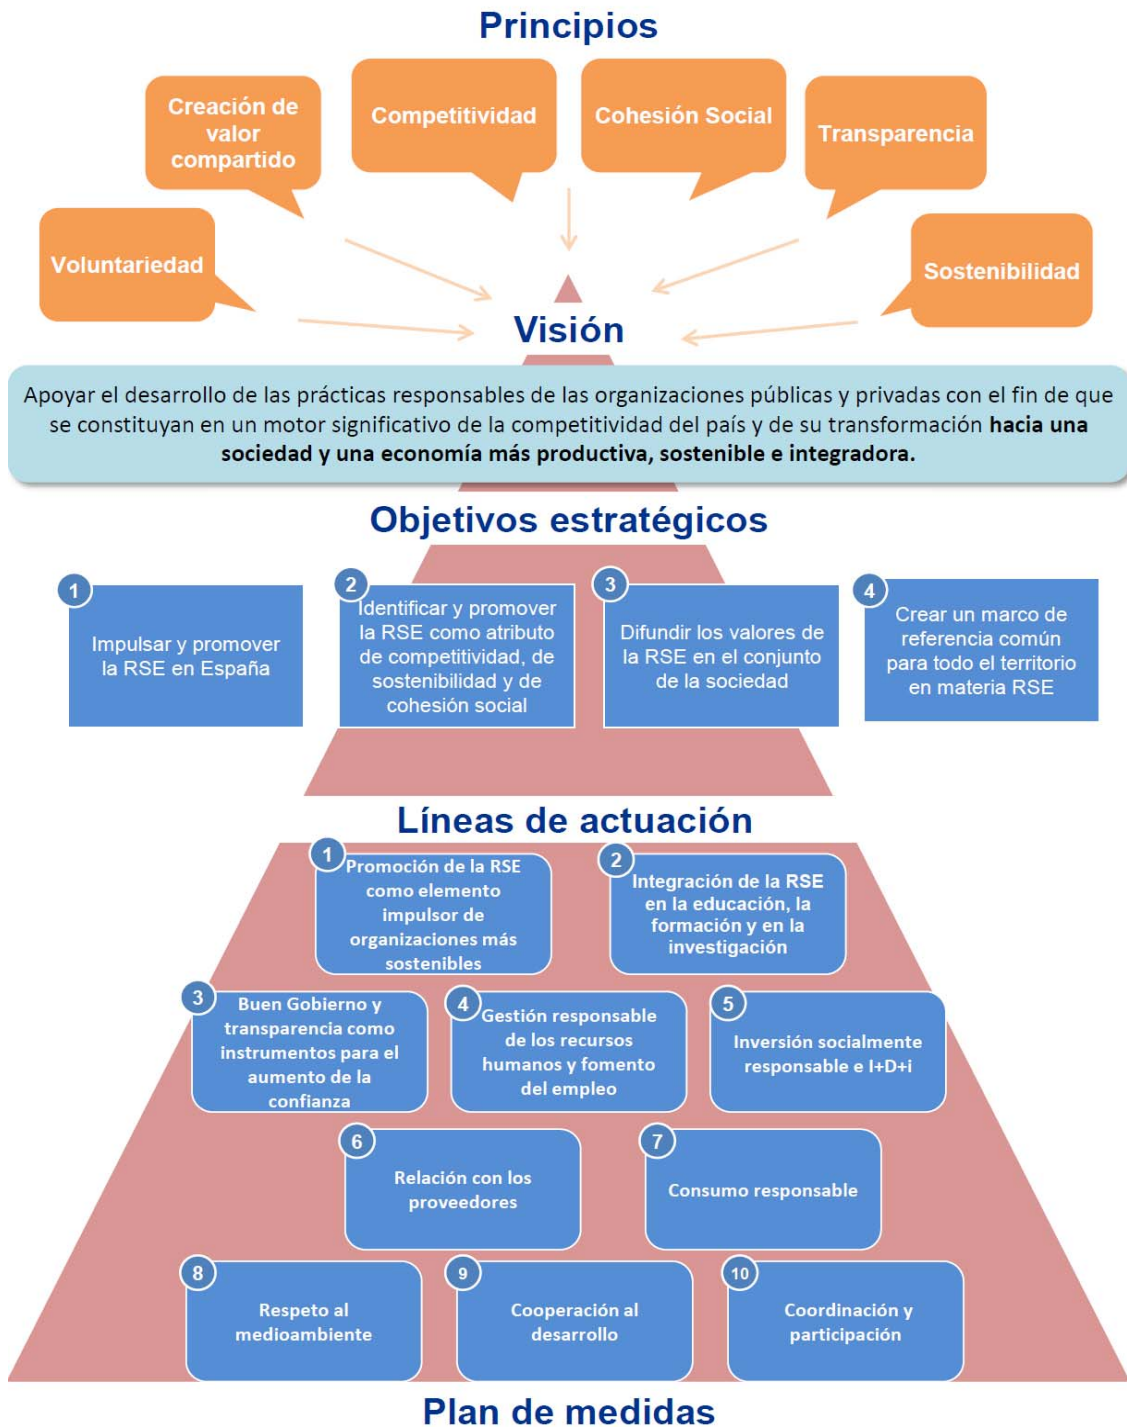 Principios
Creación de
valor
compartido
Competitividad
Cohesión Social
Transparencia
Voluntariedad
Sostenibilidad
Visión
Apoyar el desarrollo de las prácticas responsables de las organizaciones públicas y privadas con el fin de que
se constituyan en un motor significativo de la competitividad del país y de su transformación hacia una
sociedad y una economía más productiva, sostenible e integradora.
Objetivos estratégicos
1
Impulsar y promover
la RSE en España
2
Identificar y promover
la RSE como atributo
de competitividad, de
sostenibilidad y de
cohesión social
3
Difundir los valores de
la RSE en el conjunto
de la sociedad
4
Crear un marco de
referencia común
para todo el territorio
en materia RSE
Líneas de actuación
1
Promoción de la RSE
como elemento
impulsor de
organizaciones más
sostenibles
2
Integración de la RSE
en la educación, la
formación y en la
investigación
3
Buen Gobierno y
transparencia como
instrumentos para el
aumento de la
confianza
4
Gestión responsable
de los recursos
humanos y fomento
del empleo
5
Inversión socialmente
responsable e I+D+i
6
Relación con los
proveedores
7
Consumo responsable
8
Respeto al
medioambiente
9
Cooperación al
desarrollo
10
Coordinación y
participación
Plan de medidas